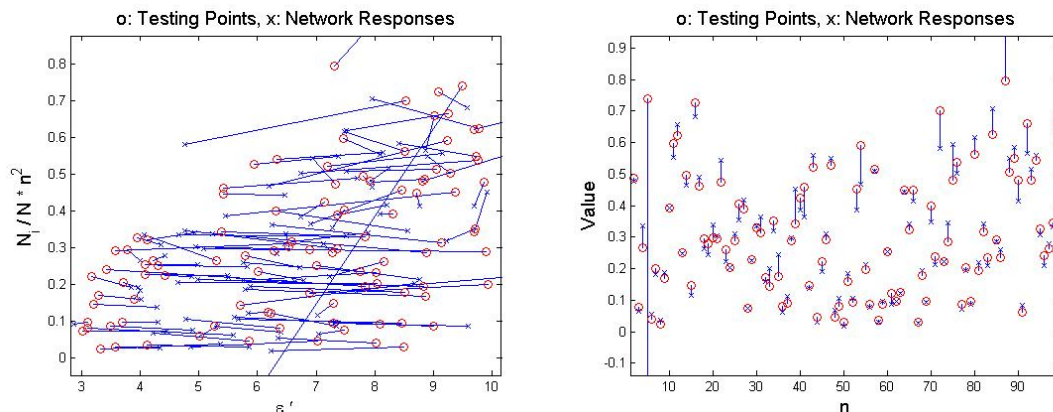 o: Testing Points, x: Network Responses
0.8
0.7
0.6
0.5
0.4
0.3
0.2
0.1
0
N_i / N * n^2
3 4 5 6 7 8 9 10
o: Testing Points, x: Network Responses
0.9
0.8
0.7
0.6
0.5
0.4
0.3
0.2
0.1
0
-0.1
Value
10 20 30 40 50 60 70 80 90
n